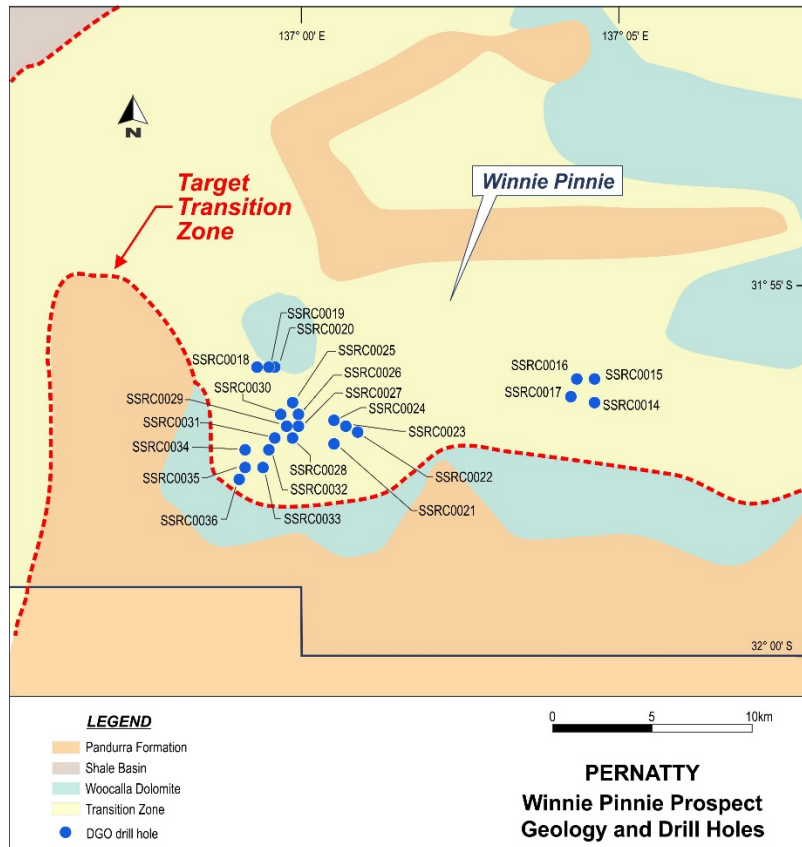 137° 00' E
137° 05' E
N
Target
Transition
Zone
Winnie Pinnie
31° 55' S
SSRC0019
SSRC0020
SSRC0018
SSRC0025
SSRC0026
SSRC0030
SSRC0027
SSRC0029
SSRC0024
SSRC0031
SSRC0023
SSRC0034
SSRC0028
SSRC0022
SSRC0035
SSRC0032
SSRC0021
SSRC0036
SSRC0033
SSRC0016
SSRC0015
SSRC0017
SSRC0014
32° 00' S
LEGEND
Pandurra Formation
Shale Basin
Woocalla Dolomite
Transition Zone
DGO drill hole
0 5 10km
PERNATTY
Winnie Pinnie Prospect
Geology and Drill Holes